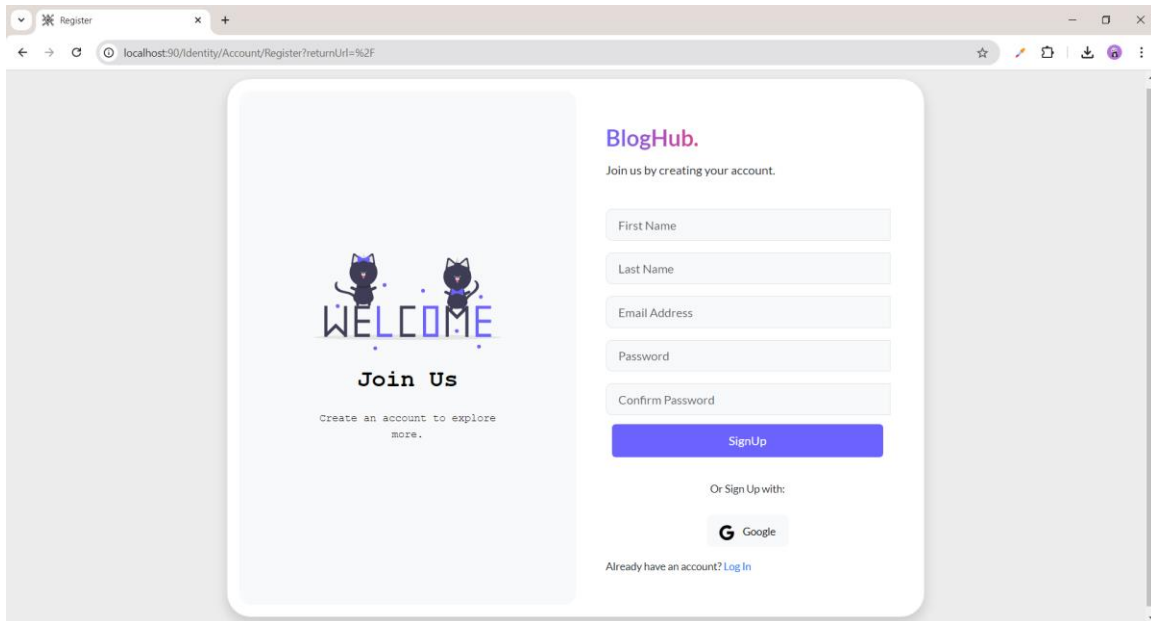 Register
localhost:90/Identity/Account/Register?returnUrl=%2F
WELCOME
Join Us
Create an account to explore
more.
BlogHub.
Join us by creating your account.
First Name
Last Name
Email Address
Password
Confirm Password
SignUp
Or Sign Up with:
G Google
Already have an account? Log In